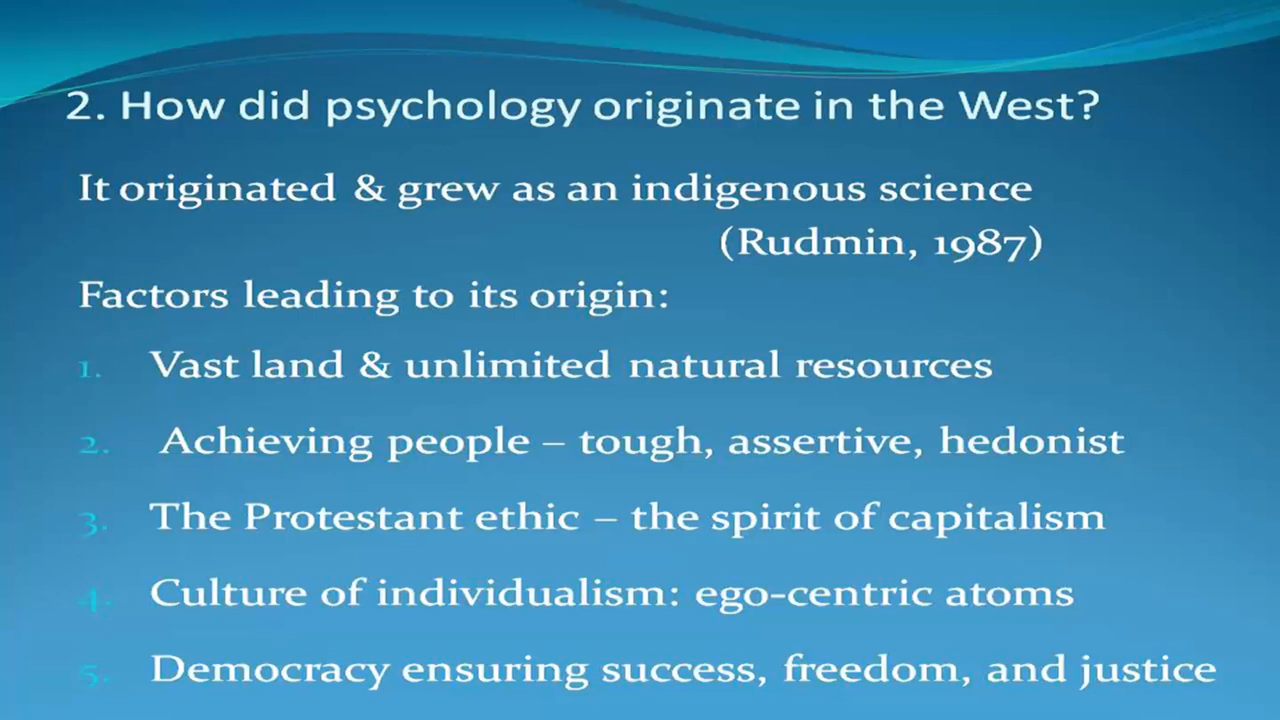 2. How did psychology originate in the West?
It originated & grew as an indigenous science
(Rudmin, 1987)
Factors leading to its origin:
1. Vast land & unlimited natural resources
2. Achieving people – tough, assertive, hedonist
3. The Protestant ethic – the spirit of capitalism
4. Culture of individualism: ego-centric atoms
5. Democracy ensuring success, freedom, and justice